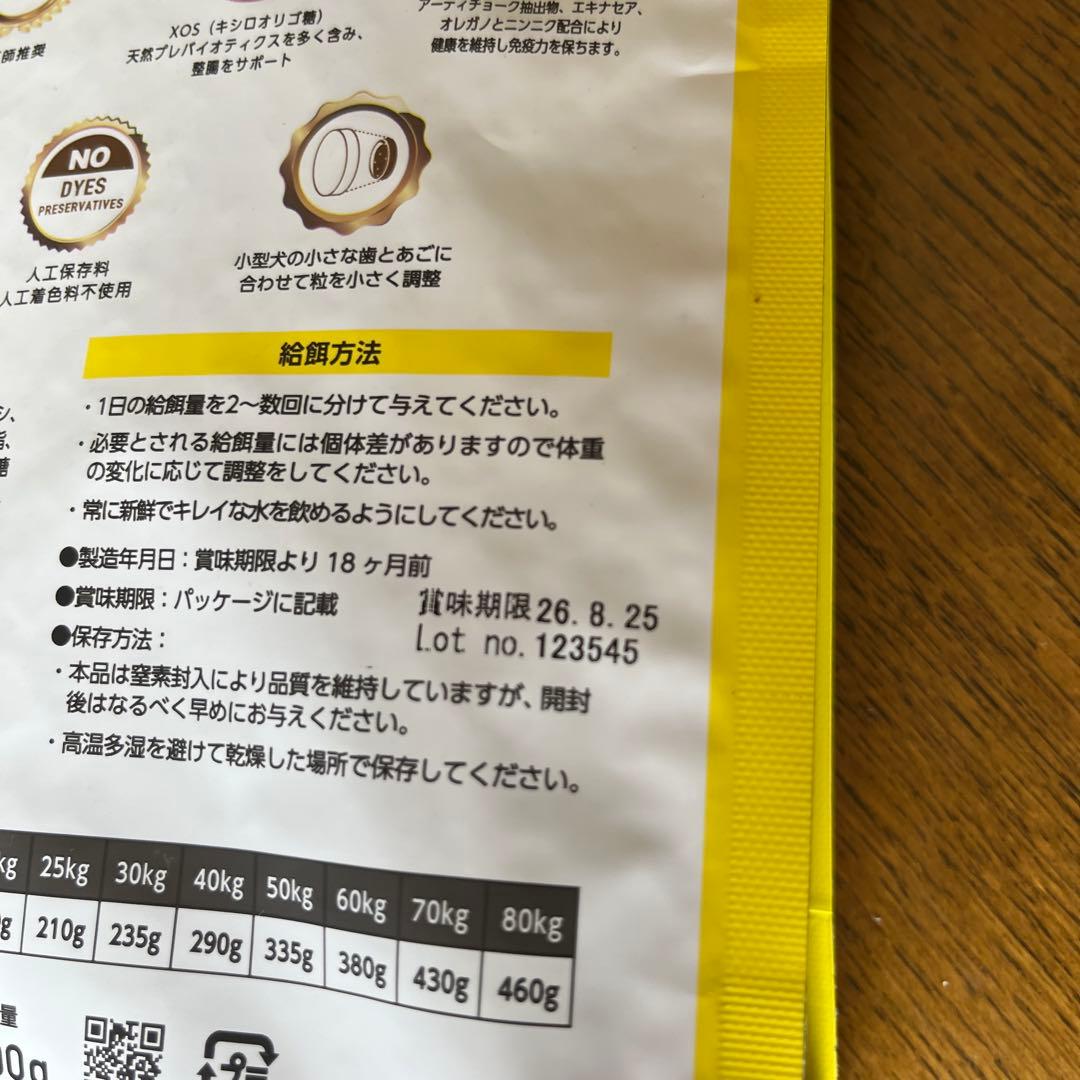 師推奨
XOS（キシロオリゴ糖）
天然プレバイオティクスを多く含み、
整腸をサポート
アーティチョーク抽出物、エキナセア、
オレガノとニンニク配合により
健康を維持し免疫力を保ちます。
NO
DYES
PRESERVATIVES
人工保存料
人工着色料不使用
小型犬の小さな歯とあごに
合わせて粒を小さく調整
給餌方法
・1日の給餌量を2〜数回に分けて与えてください。
・必要とされる給餌量には個体差がありますので体重
の変化に応じて調整をしてください。
・常に新鮮でキレイな水を飲めるようにしてください。
●製造年月日：賞味期限より 18 ヶ月前
●賞味期限：パッケージに記載
賞味期限 26. 8. 25
Lot no. 123545
●保存方法：
・本品は窒素封入により品質を維持していますが、開封
後はなるべく早めにお与えください。
・高温多湿を避けて乾燥した場所で保存してください。
kg 25kg 30kg 40kg 50kg 60kg 70kg 80kg
g 210g 235g 290g 335g 380g 430g 460g
量
00g
プ